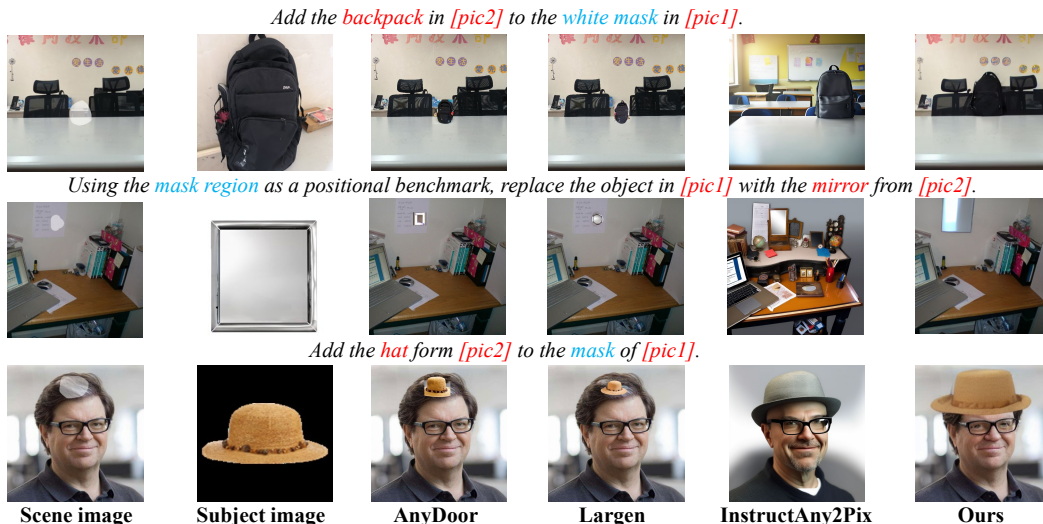 Add the backpack in [pic2] to the white mask in [pic1].
Using the mask region as a positional benchmark, replace the object in [pic1] with the mirror from [pic2].
Add the hat form [pic2] to the mask of [pic1].
Scene image Subject image AnyDoor Largen InstructAny2Pix Ours